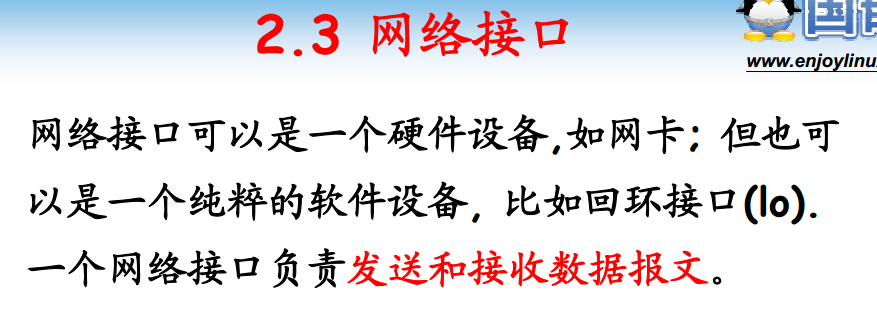 2.3 网络接口
www.enjoylinu
网络接口可以是一个硬件设备,如网卡；但也可
以是一个纯粹的软件设备，比如回环接口(lo).
一个网络接口负责发送和接收数据报文。